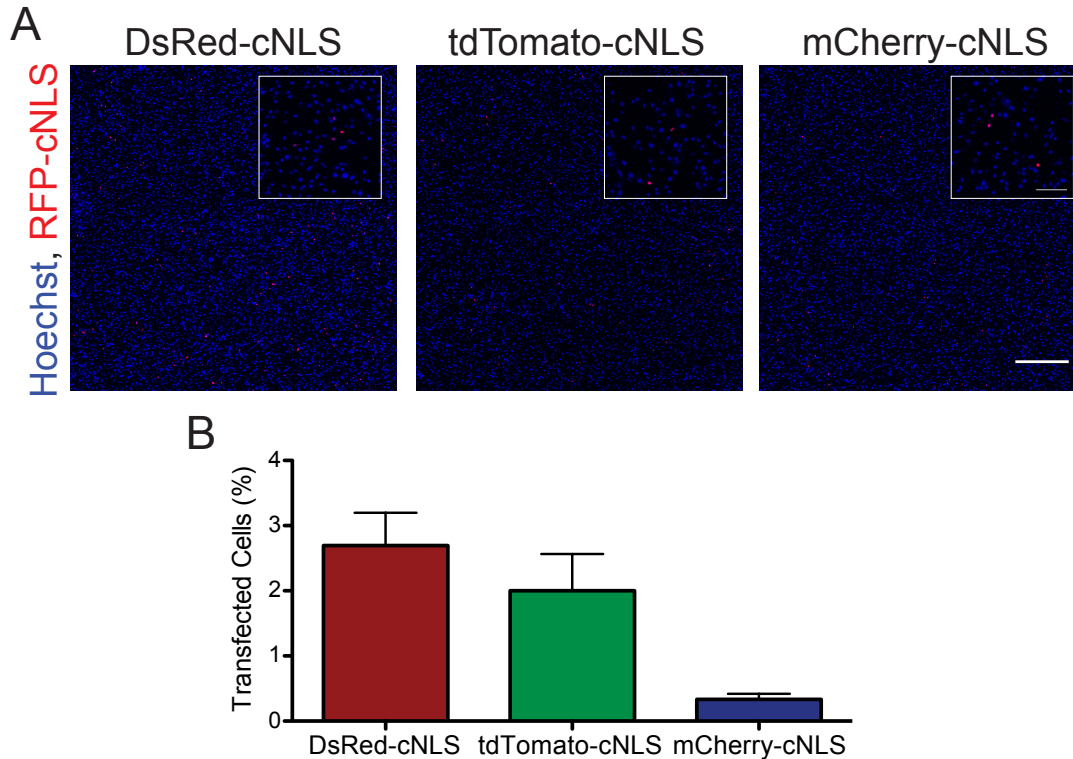 A
DsRed-cNLS
tdTomato-cNLS
mCherry-cNLS
Hoechst, RFP-cNLS
B
Transfected Cells (%)
4
3
2
1
0
DsRed-cNLS
tdTomato-cNLS
mCherry-cNLS